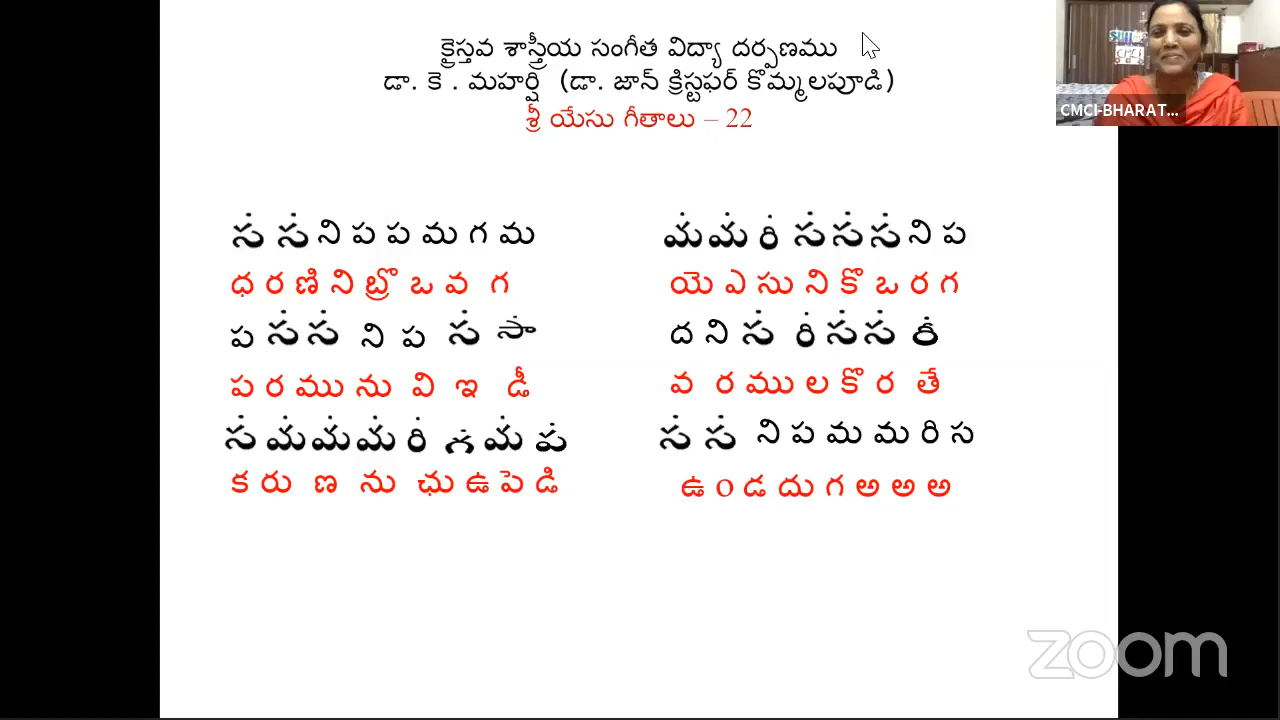 క్రైస్తవ శాస్త్రీయ సంగీత విద్యా దర్పణము
డా. కె . మహర్షి (డా. జాన్ క్రిస్టఫర్ కొమ్మలపూడి)
శ్రీ యేసు గీతాలు – 22
CMCI-BHARAT...
స̇ స̇ ని ప ప మ గ మ
మ̇ మ̇ రి̇ స̇ స̇ స̇ ని ప
ధ ర ణి ని బ్రొ ఒ వ గ
యె ఎ సు ని కొ ఒ ర గ
ప స̇ స̇ ని ప స̇ సా̇
ద ని స̇ రి̇ స̇ స̇ రీ̇
ప ర ము ను వి ఇ డీ
వ ర ము ల కొ ర తే
స̇ మ̇ మ̇ మ̇ రి̇ గ̇ మ̇ ప̇
స̇ స̇ ని ప మ మ రి స
క రు ణ ను ఛు ఉ పె డి
ఉ ం డ దు గ అ అ అ
zoom